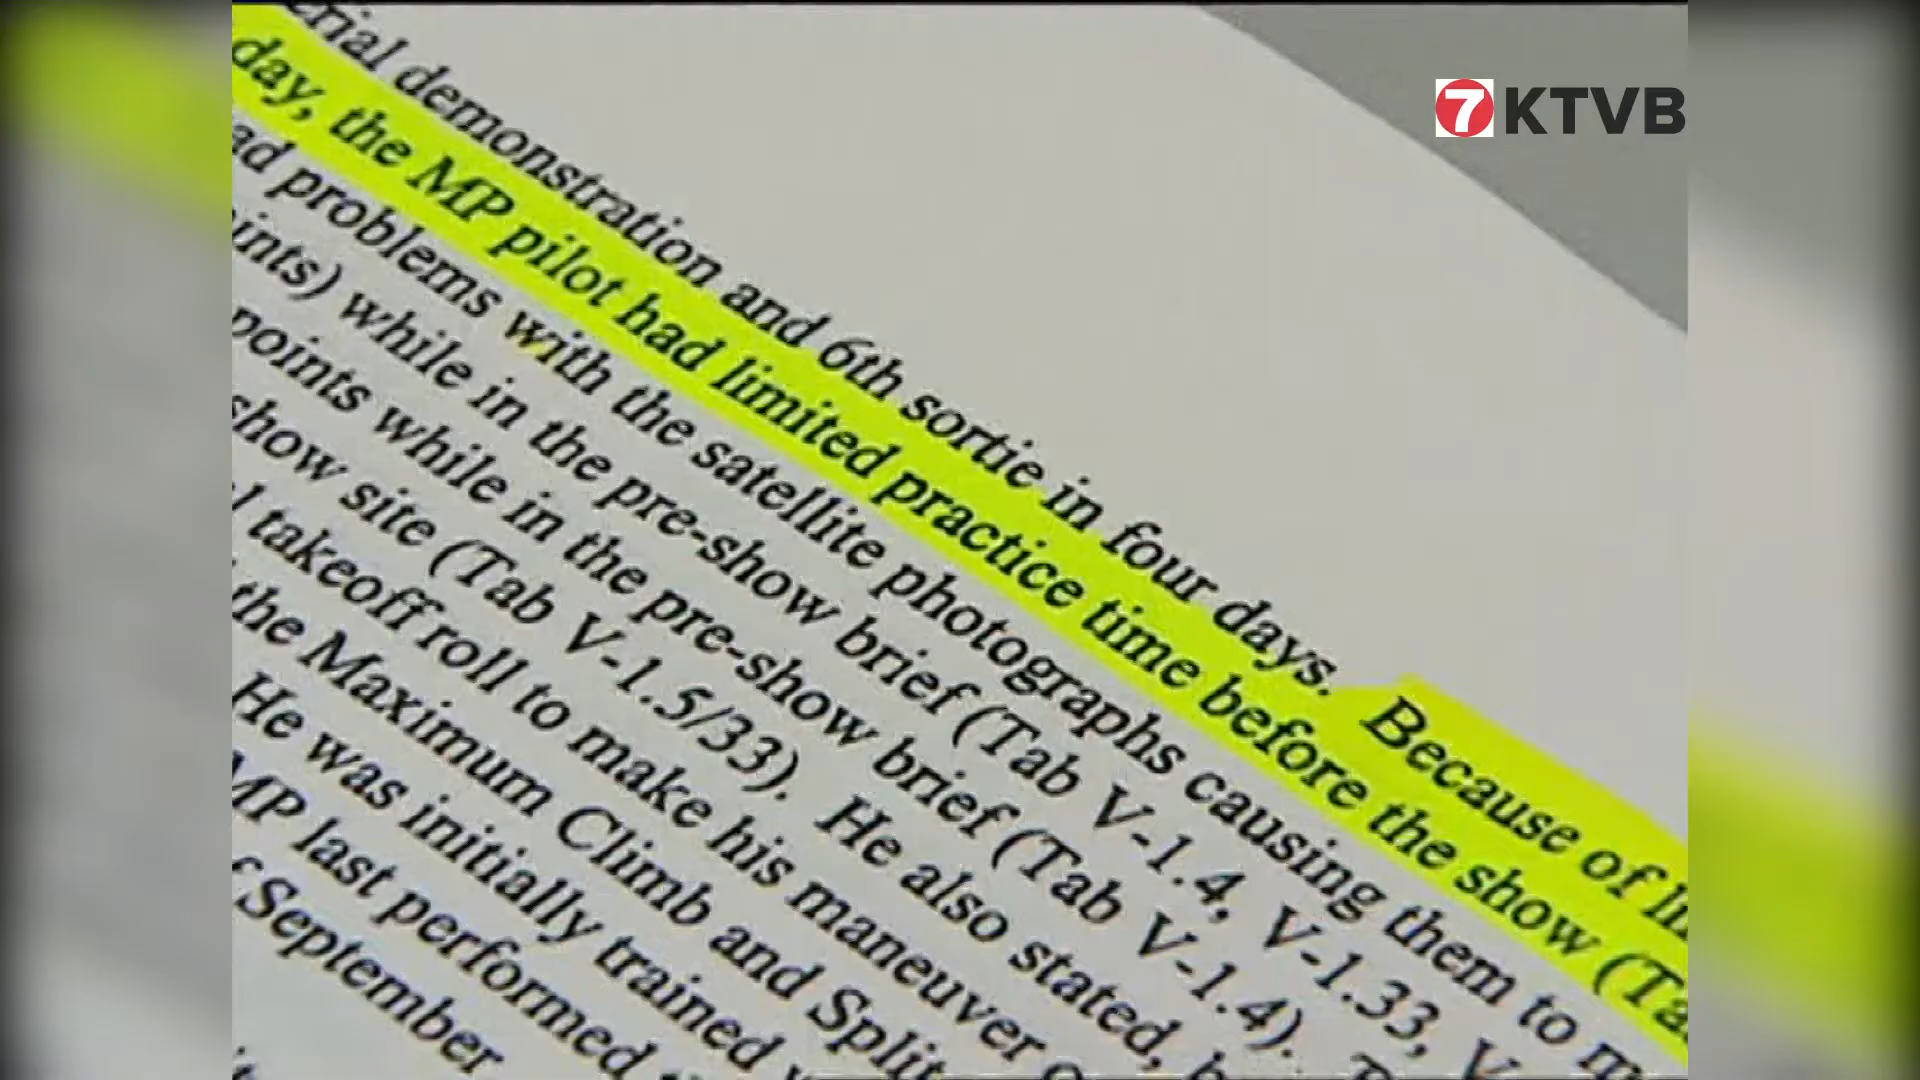 7 KTVB
erial demonstration and 6th sortie in four days. Because of
day, the MP pilot had limited practice time before the show
ad problems with the satellite photographs causing them to
ints) while in the pre-show brief (Tab V-1.4, V-1.33,
points while in the pre-show brief (Tab V-1.4).
show site (Tab V-1.5/33). He also stated,
takeoff roll to make his maneuver
the Maximum Climb and Split
He was initially trained
MP last performed
September